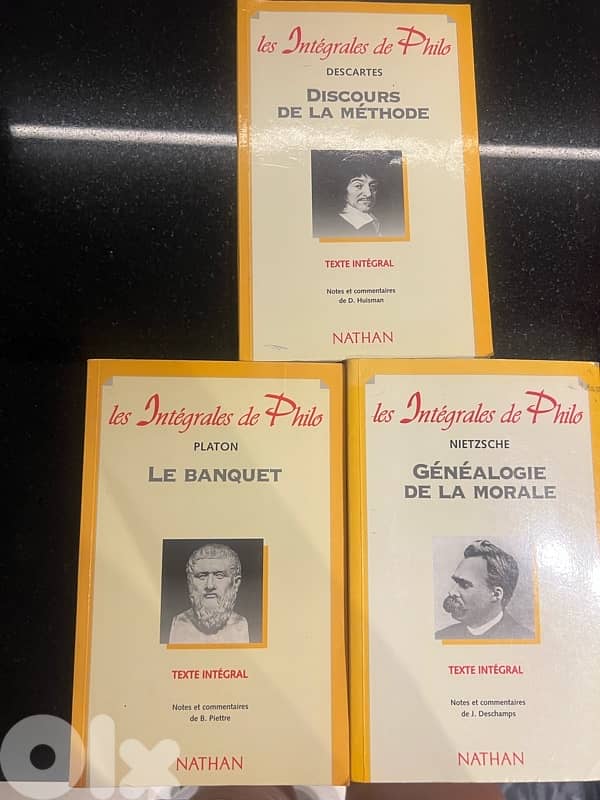 les Intégrales de Philo
DESCARTES
DISCOURS
DE LA MÉTHODE
TEXTE INTÉGRAL
Notes et commentaires
de D. Huisman
NATHAN
les Intégrales de Philo
PLATON
LE BANQUET
TEXTE INTÉGRAL
Notes et commentaires
de B. Piettre
NATHAN
les Intégrales de Philo
NIETZSCHE
GÉNÉALOGIE
DE LA MORALE
TEXTE INTÉGRAL
Notes et commentaires
de J. Deschamps
NATHAN
olx